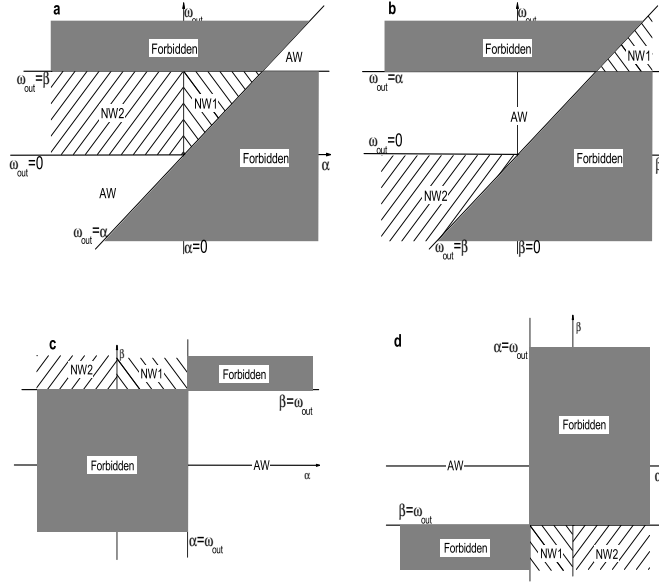 a
ω_out
Forbidden
AW
ω_out=β
NW2
NW1
ω_out=0
Forbidden
α
AW
ω_out=α
α=0
b
ω_out
Forbidden
NW1
ω_out=α
AW
ω_out=0
Forbidden
β
NW2
ω_out=β
β=0
c
β
NW2
NW1
Forbidden
β=ω_out
Forbidden
AW
α
α=ω_out
d
β
α=ω_out
Forbidden
AW
α
β=ω_out
Forbidden
NW1
NW2